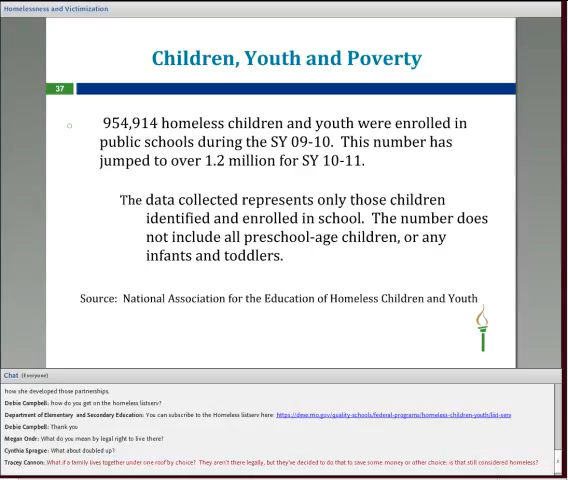 Homelessness and Victimization
Children, Youth and Poverty
37
954,914 homeless children and youth were enrolled in
public schools during the SY 09-10. This number has
jumped to over 1.2 million for SY 10-11.
The data collected represents only those children
identified and enrolled in school. The number does
not include all preschool-age children, or any
infants and toddlers.
Source: National Association for the Education of Homeless Children and Youth
Chat (Everyone)
how she developed those partnerships.
Debie Campbell: how do you get on the homeless listserv?
Department of Elementary and Secondary Education: You can subscribe to the Homeless listserv here: https://dese.mo.gov/quality-schools/federal-programs/homeless-children-youth/list-serv
Debie Campbell: Thank you
Megan Ondr: What do you mean by legal right to live there?
Cynthia Sprague: What about doubled up?
Tracey Cannon: What if a family lives together under one roof by choice? They aren't there legally, but they've decided to do that to save some money or other choice; is that still considered homeless?